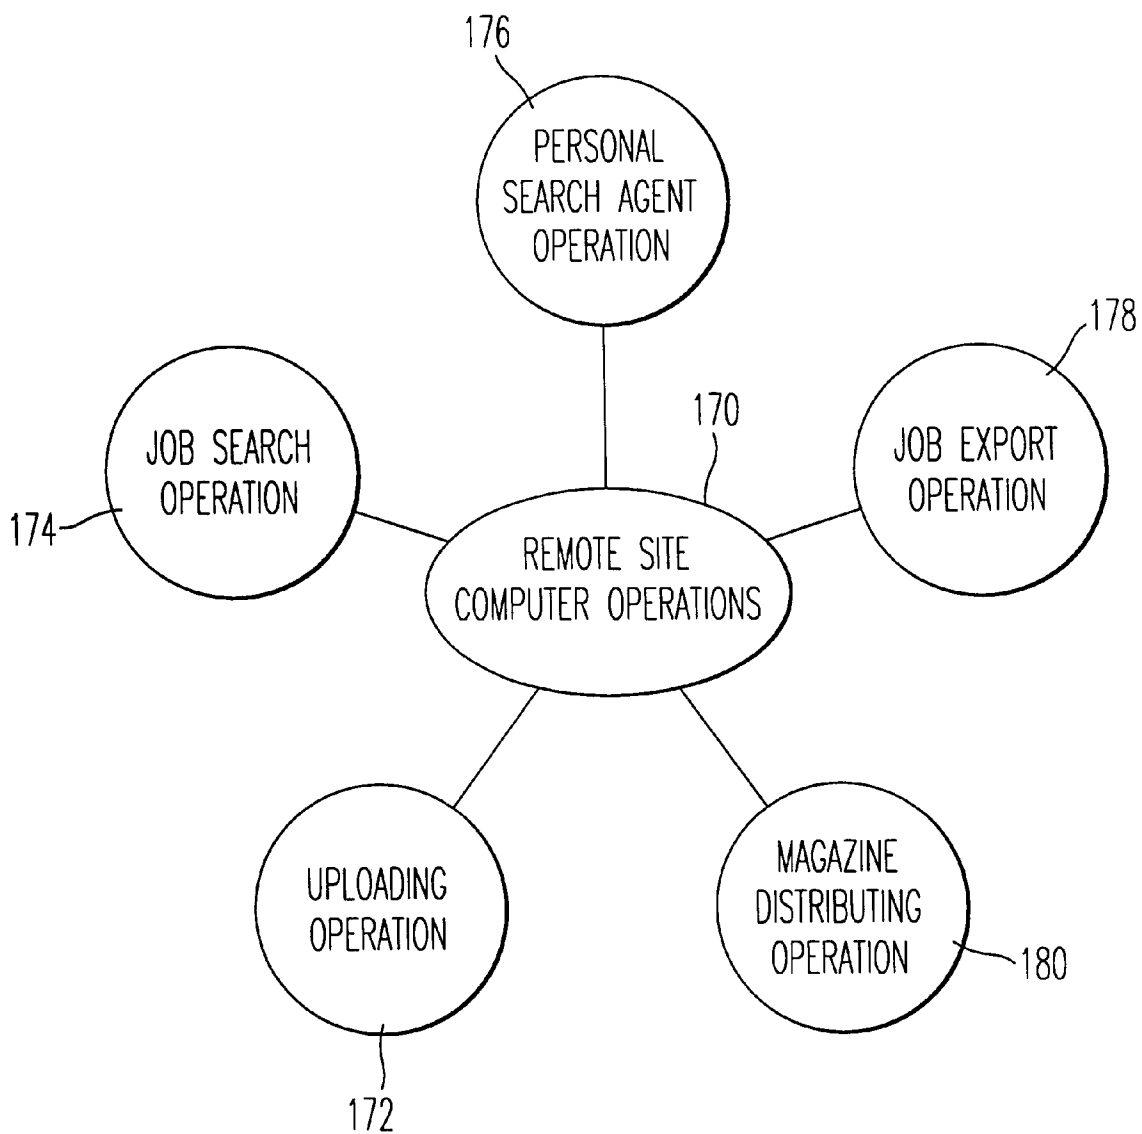 176
PERSONAL
SEARCH AGENT
OPERATION
178
JOB EXPORT
OPERATION
170
JOB SEARCH
OPERATION
174
REMOTE SITE
COMPUTER OPERATIONS
UPLOADING
OPERATION
172
MAGAZINE
DISTRIBUTING
OPERATION
180